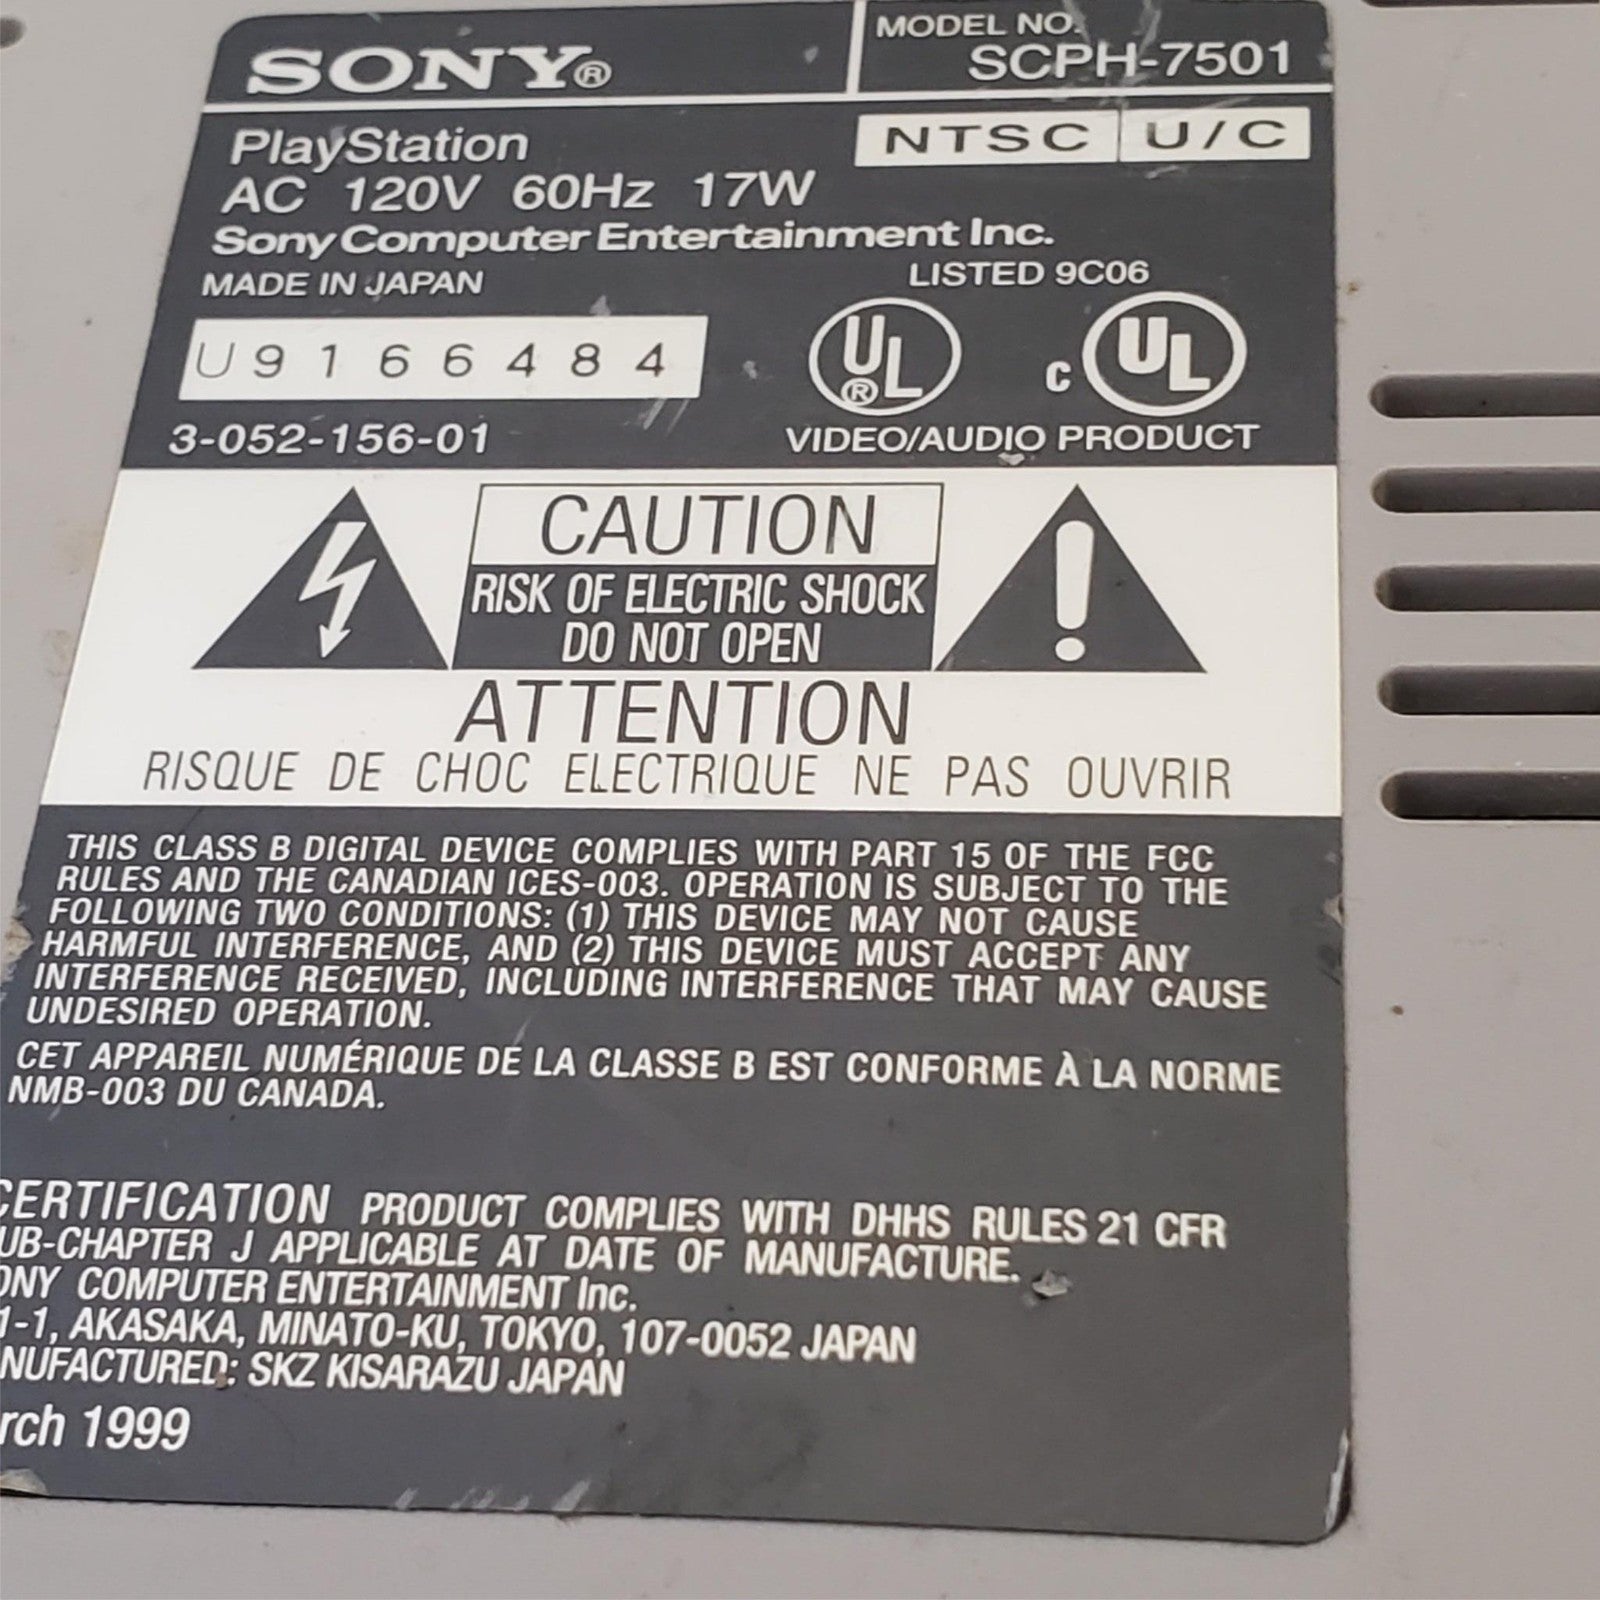 SONY®
MODEL NO.
SCPH-7501
PlayStation
NTSC U/C
AC 120V 60Hz 17W
Sony Computer Entertainment Inc.
MADE IN JAPAN
LISTED 9C06
U9166484
UL® c UL
3-052-156-01
VIDEO/AUDIO PRODUCT
CAUTION
RISK OF ELECTRIC SHOCK
DO NOT OPEN
ATTENTION
RISQUE DE CHOC ELECTRIQUE NE PAS OUVRIR
THIS CLASS B DIGITAL DEVICE COMPLIES WITH PART 15 OF THE FCC
RULES AND THE CANADIAN ICES-003. OPERATION IS SUBJECT TO THE
FOLLOWING TWO CONDITIONS: (1) THIS DEVICE MAY NOT CAUSE
HARMFUL INTERFERENCE, AND (2) THIS DEVICE MUST ACCEPT ANY
INTERFERENCE RECEIVED, INCLUDING INTERFERENCE THAT MAY CAUSE
UNDESIRED OPERATION.
CET APPAREIL NUMÉRIQUE DE LA CLASSE B EST CONFORME À LA NORME
NMB-003 DU CANADA.
CERTIFICATION PRODUCT COMPLIES WITH DHHS RULES 21 CFR
UB-CHAPTER J APPLICABLE AT DATE OF MANUFACTURE.
ONY COMPUTER ENTERTAINMENT Inc.
1-1, AKASAKA, MINATO-KU, TOKYO, 107-0052 JAPAN
NUFACTURED: SKZ KISARAZU JAPAN
rch 1999